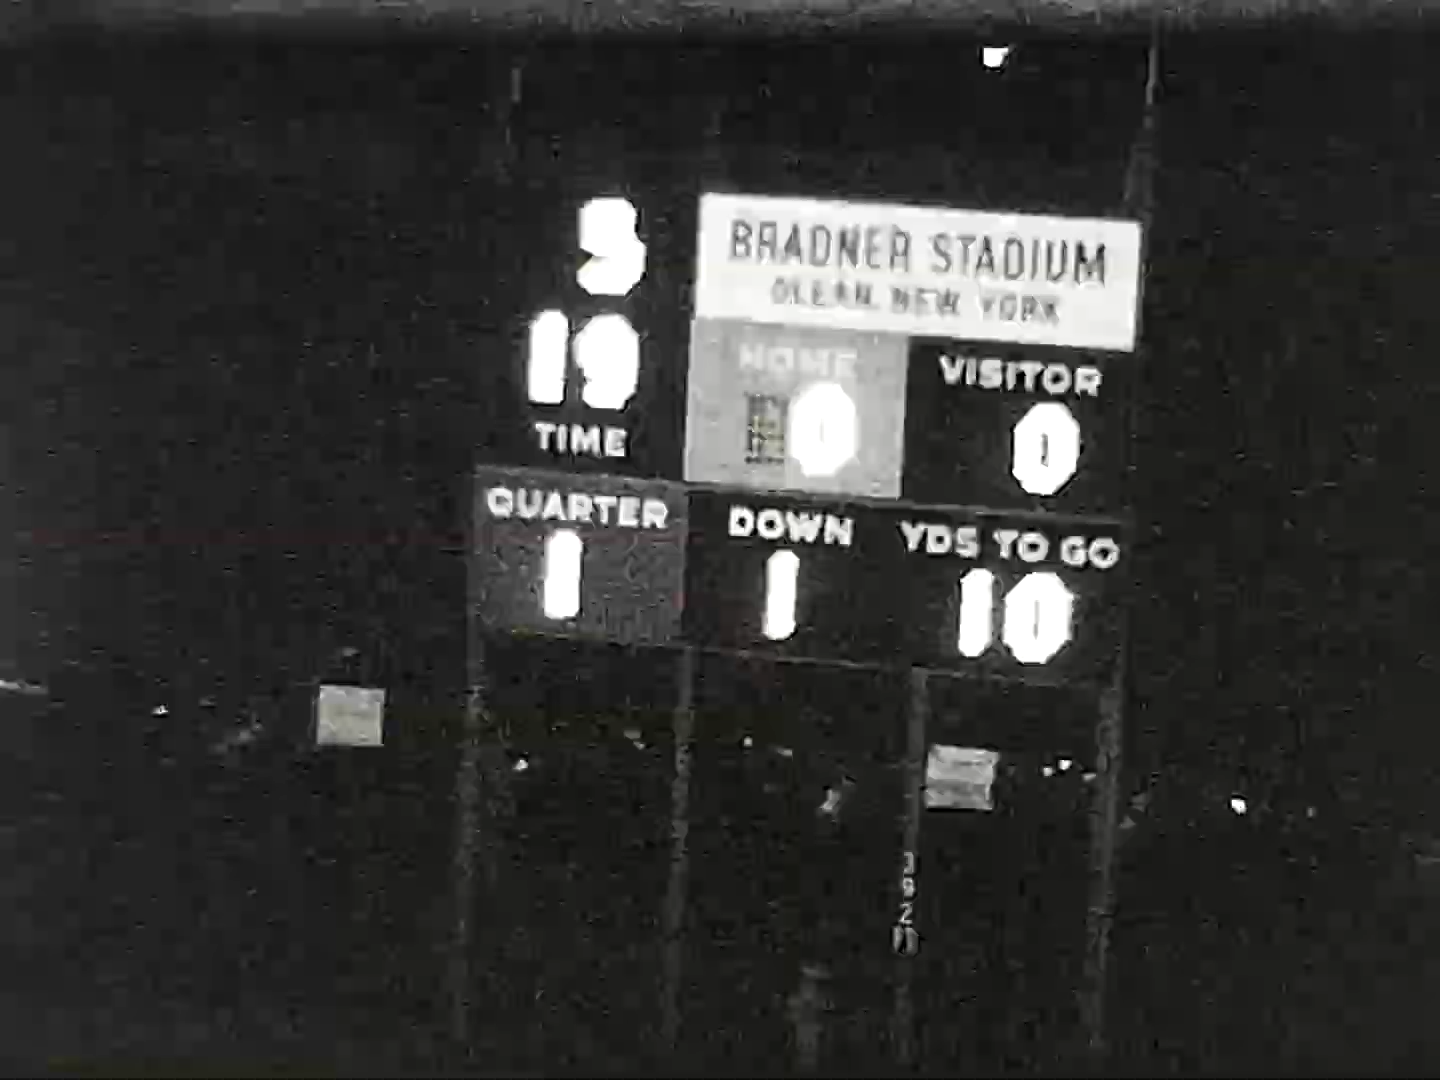 BRADNER STADIUM
OLEAN, NEW YORK
19
TIME
HOME
0
VISITOR
0
QUARTER
1
DOWN
1
YDS TO GO
10